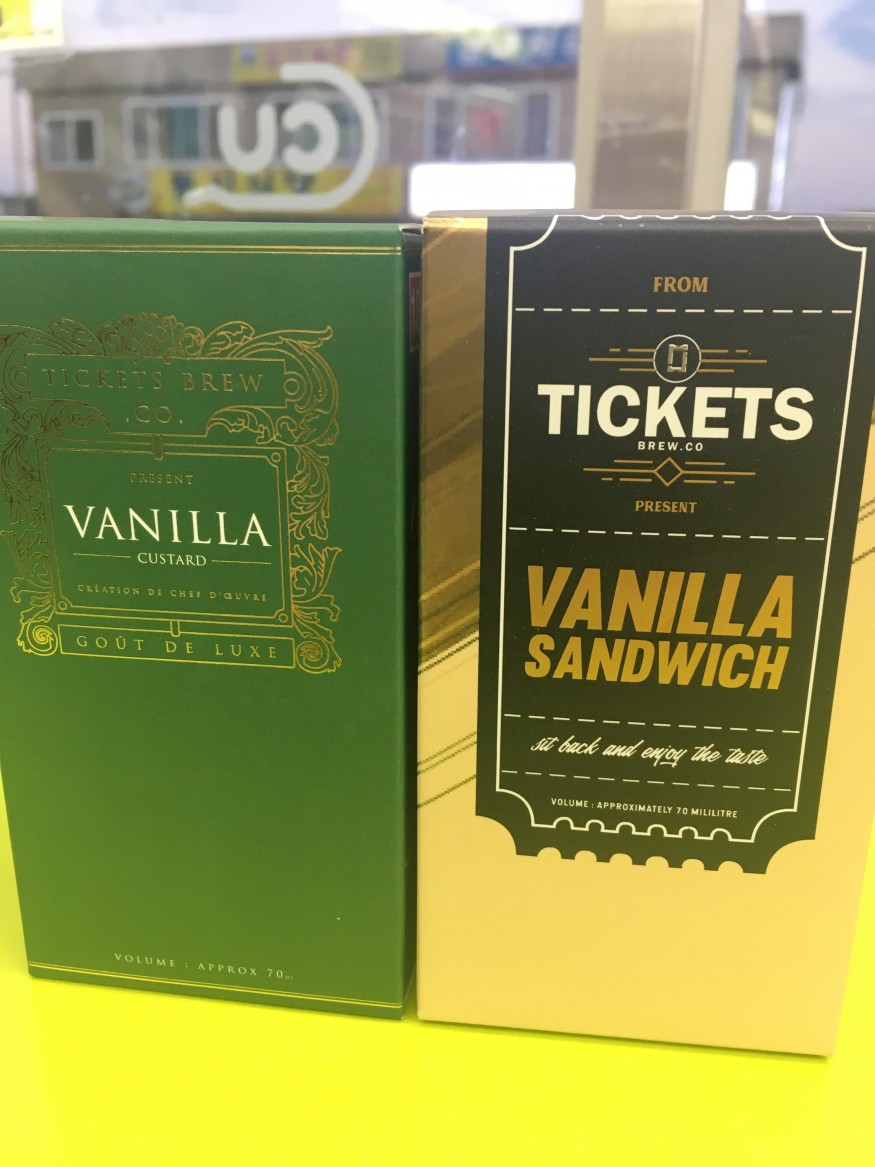 TICKETS BREW
.CO.
PRESENT
VANILLA
CUSTARD
CRÉATION DE CHEF D'ŒUVRE
GOÛT DE LUXE
VOLUME : APPROX 70ML
FROM
TICKETS
BREW.CO
PRESENT
VANILLA
SANDWICH
sit back and enjoy the taste
VOLUME : APPROXIMATELY 70 MILILITRE
CU